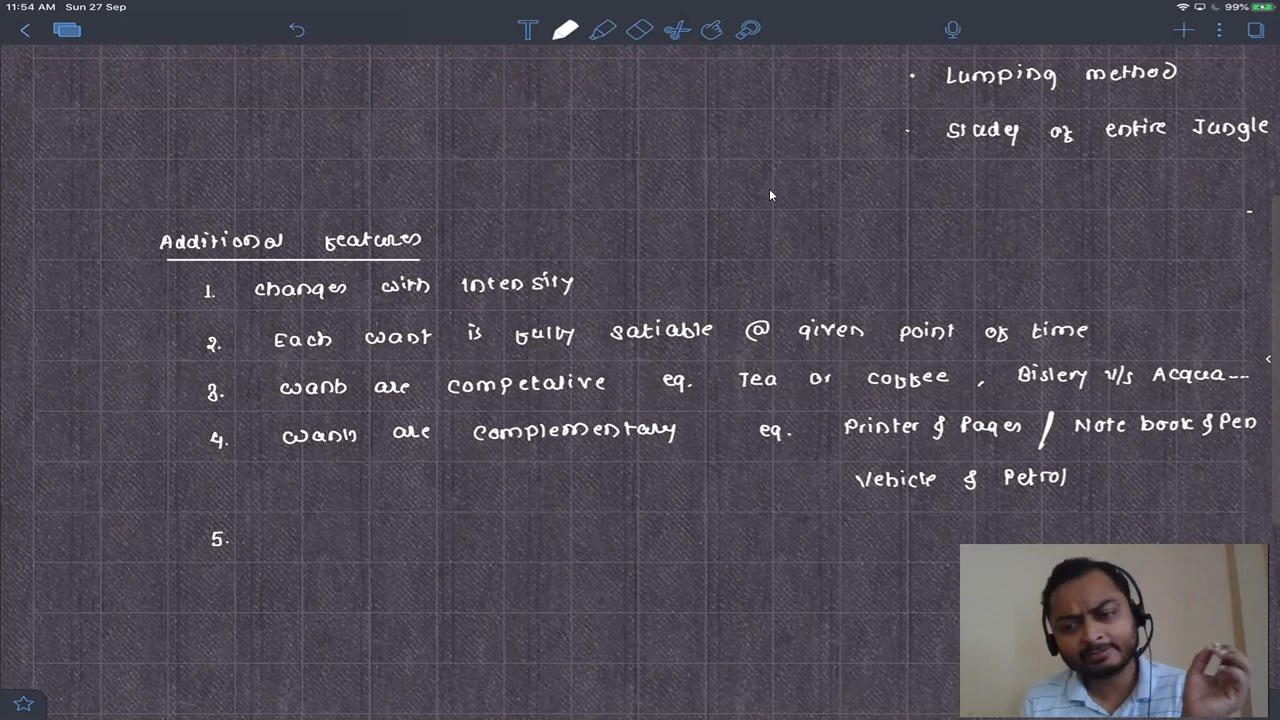 11:54 AM Sun 27 Sep
99%
T
• Lumping method
• Study of entire Jungle
Additional features
1. changes with intensity
2. Each want is fully satiable @ given point of time
3. wants are competative eg. Tea or coffee , Bislery v/s Acqua...
4. wants are complementary eg. Printer & Pages / Note book & Pen
Vehicle & Petrol
5.